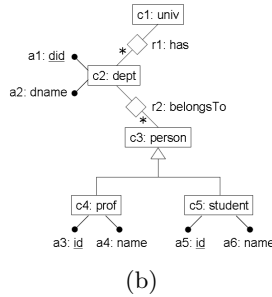 c1: univ
* r1: has
a1: did
c2: dept
a2: dname
r2: belongsTo
*
c3: person
c4: prof c5: student
a3: id a4: name a5: id a6: name
(b)